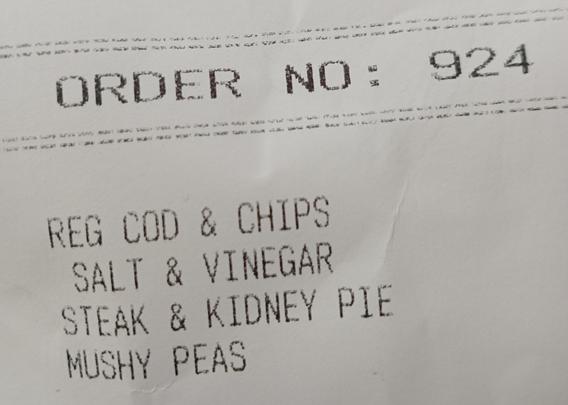 ORDER NO: 924
REG COD & CHIPS
SALT & VINEGAR
STEAK & KIDNEY PIE
MUSHY PEAS